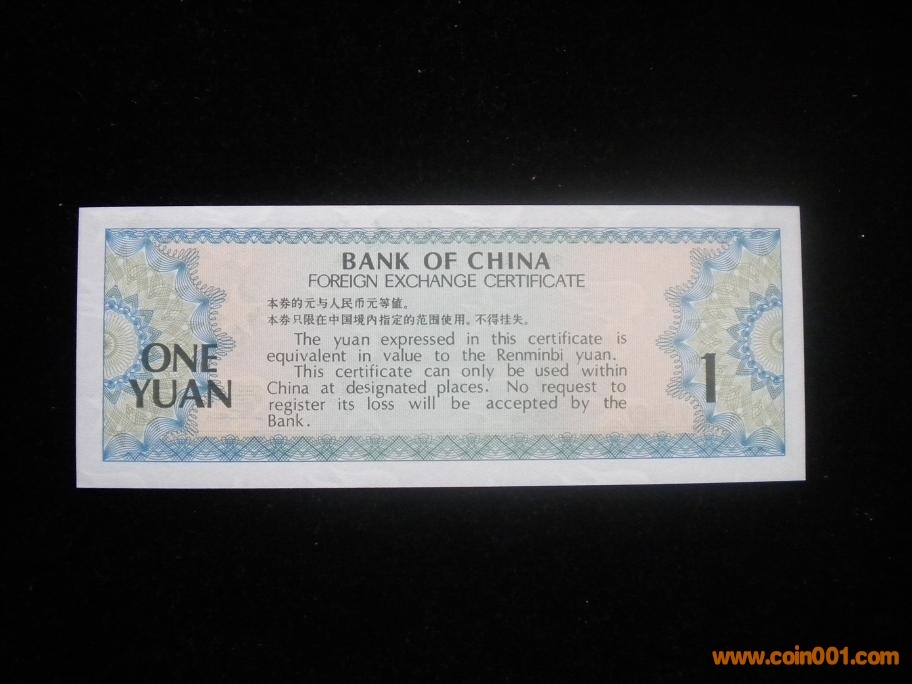 BANK OF CHINA
FOREIGN EXCHANGE CERTIFICATE
本券的元与人民币元等值。
本券只限在中国境内指定的范围使用。不得挂失。
The yuan expressed in this certificate is
equivalent in value to the Renminbi yuan.
This certificate can only be used within
China at designated places. No request to
register its loss will be accepted by the
Bank.
ONE
YUAN
1
www.coin001.com